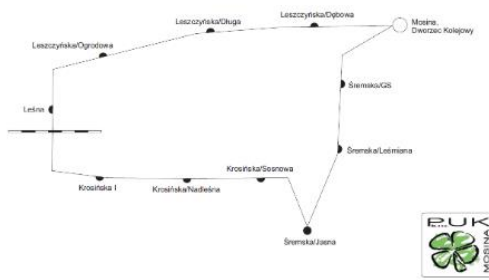 Leszczyńska/Długa
Leszczyńska/Dębowa
Mosina,
Dworzec Kolejowy
Leszczyńska/Ogrodowa
Śremska/GS
Leśna
Śremska/Leśmiana
Krosińska/Sosnowa
Krosińska I
Krosińska/Nadleśna
Śremska/Jasna
P.U.K
MOSINA